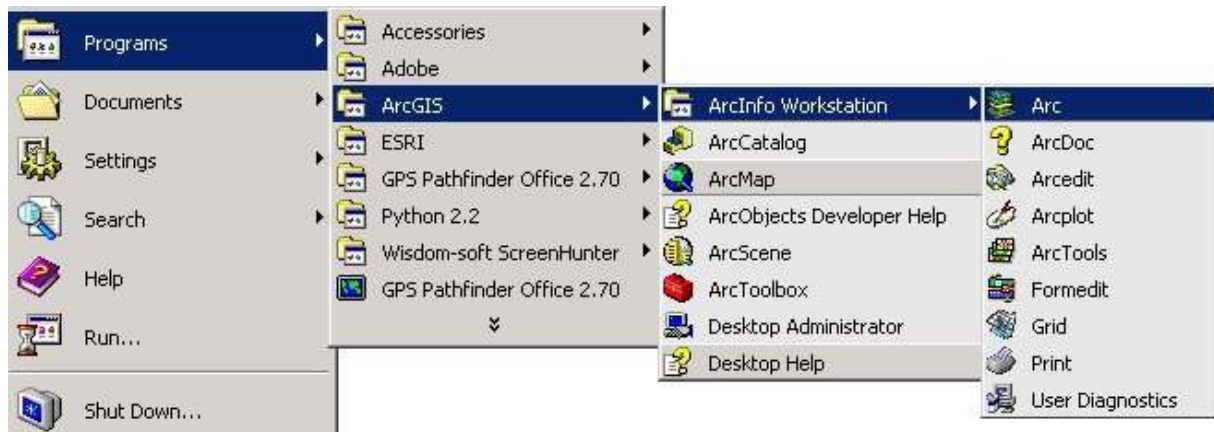 Programs
Documents
Settings
Search
Help
Run...
Shut Down...
Accessories
Adobe
ArcGIS
ESRI
GPS Pathfinder Office 2.70
Python 2.2
Wisdom-soft ScreenHunter
GPS Pathfinder Office 2.70
ArcInfo Workstation
ArcCatalog
ArcMap
ArcObjects Developer Help
ArcScene
ArcToolbox
Desktop Administrator
Desktop Help
Arc
ArcDoc
Arcedit
Arcplot
ArcTools
Formedit
Grid
Print
User Diagnostics